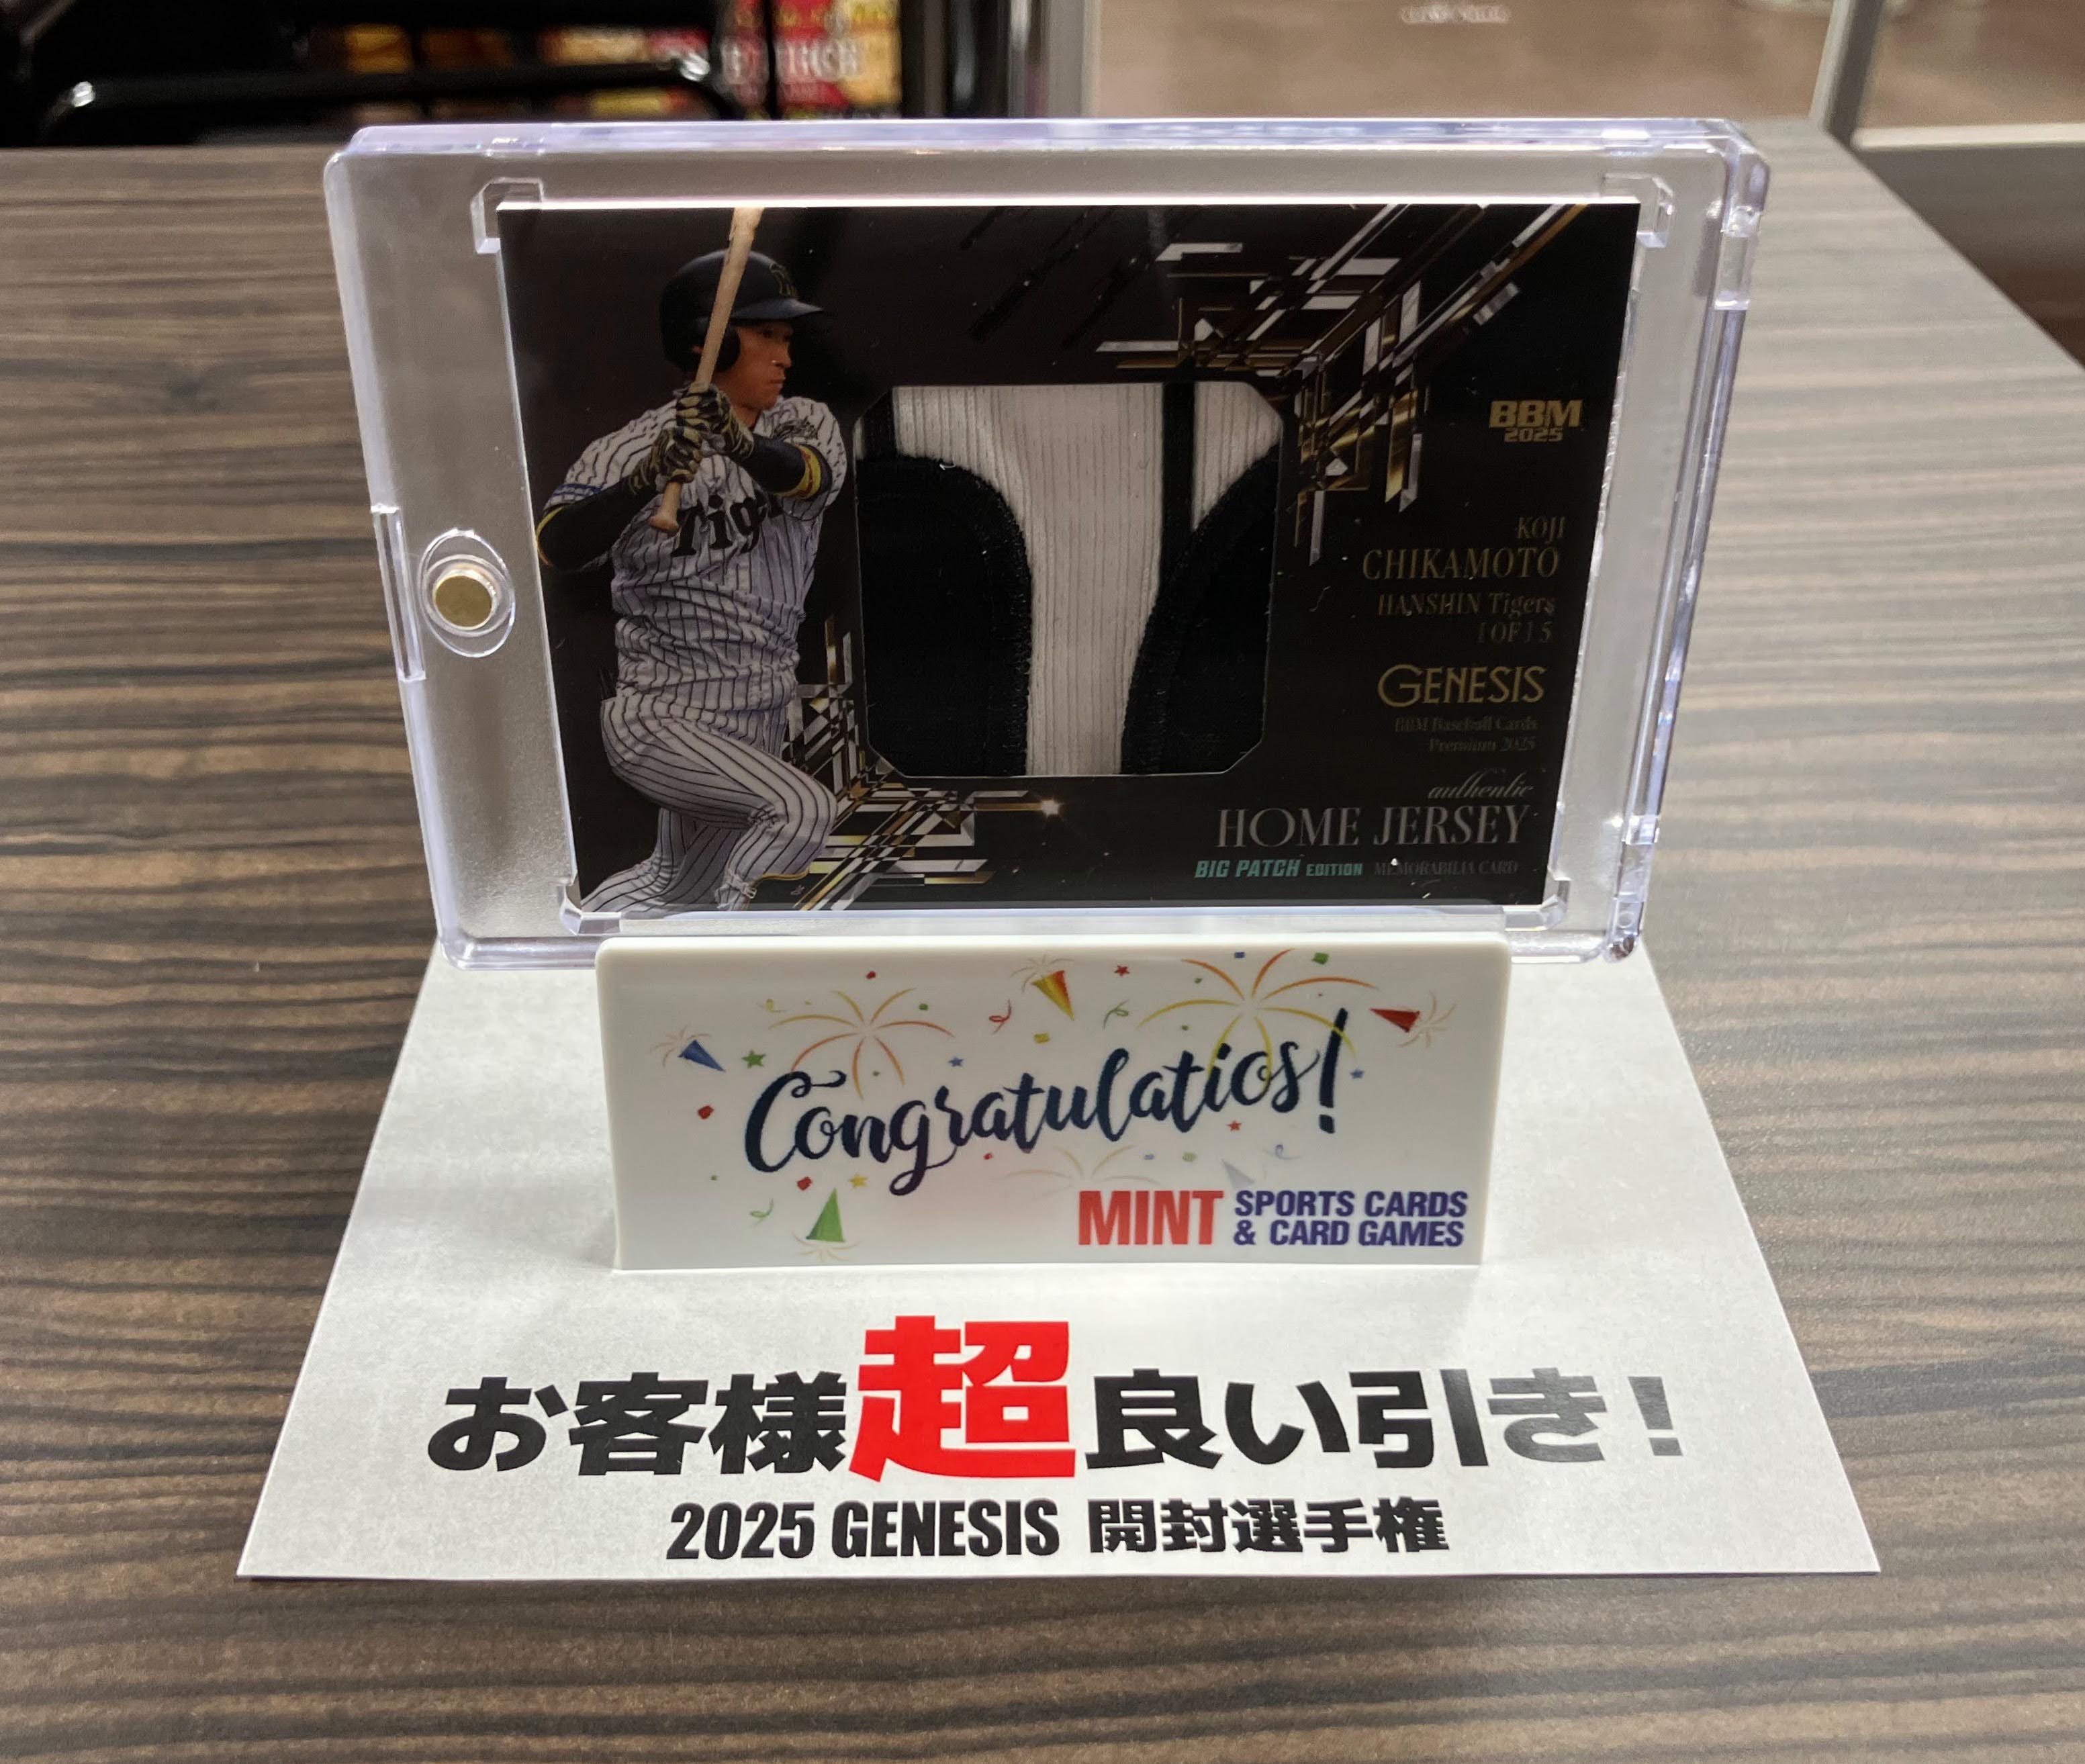 BBM
2025
KOJI
CHIKAMOTO
HANSHIN Tigers
[OF] 5
GENESIS
BBM Baseball Cards
Premium 2025
authentic
HOME JERSEY
BIG PATCH EDITION MEMORABILIA CARD
Tige
Congratulatios!
MINT SPORTS CARDS
& CARD GAMES
お客様超良い引き!
2025 GENESIS 開封選手権